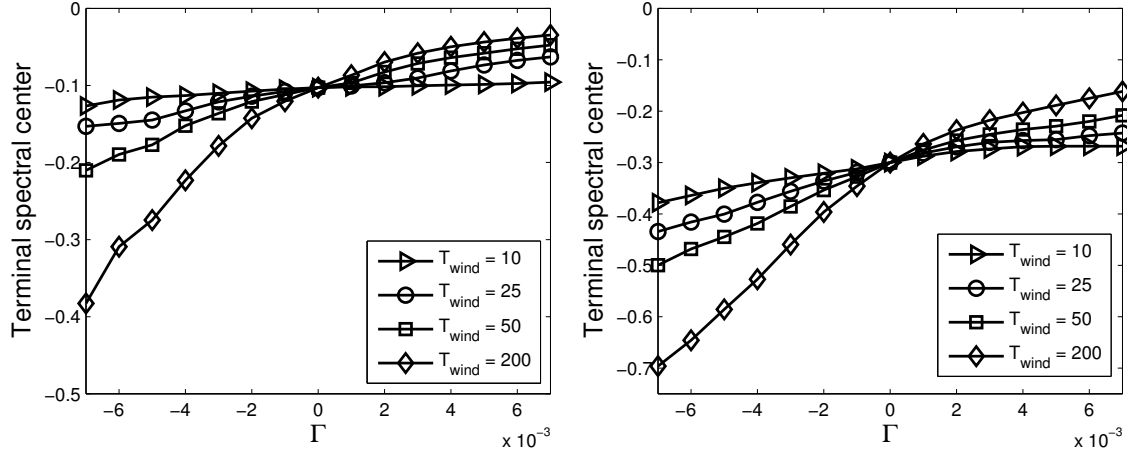 Terminal spectral center
0
−0.1
−0.2
−0.3
−0.4
−0.5
−6 −4 −2 0 2 4 6
Γ
x 10^−3
T_wind = 10
T_wind = 25
T_wind = 50
T_wind = 200
Terminal spectral center
0
−0.1
−0.2
−0.3
−0.4
−0.5
−0.6
−0.7
−6 −4 −2 0 2 4 6
Γ
x 10^−3
T_wind = 10
T_wind = 25
T_wind = 50
T_wind = 200